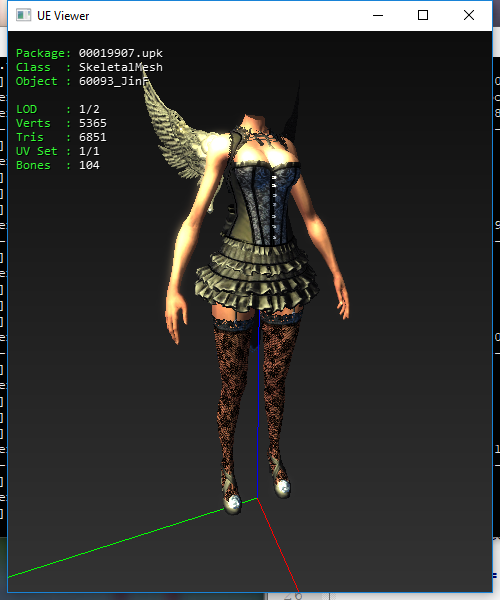 UE Viewer
Package: 00019907.upk
Class : SkeletalMesh
Object : 60093_JinF
LOD : 1/2
Verts : 5365
Tris : 6851
UV Set : 1/1
Bones : 104